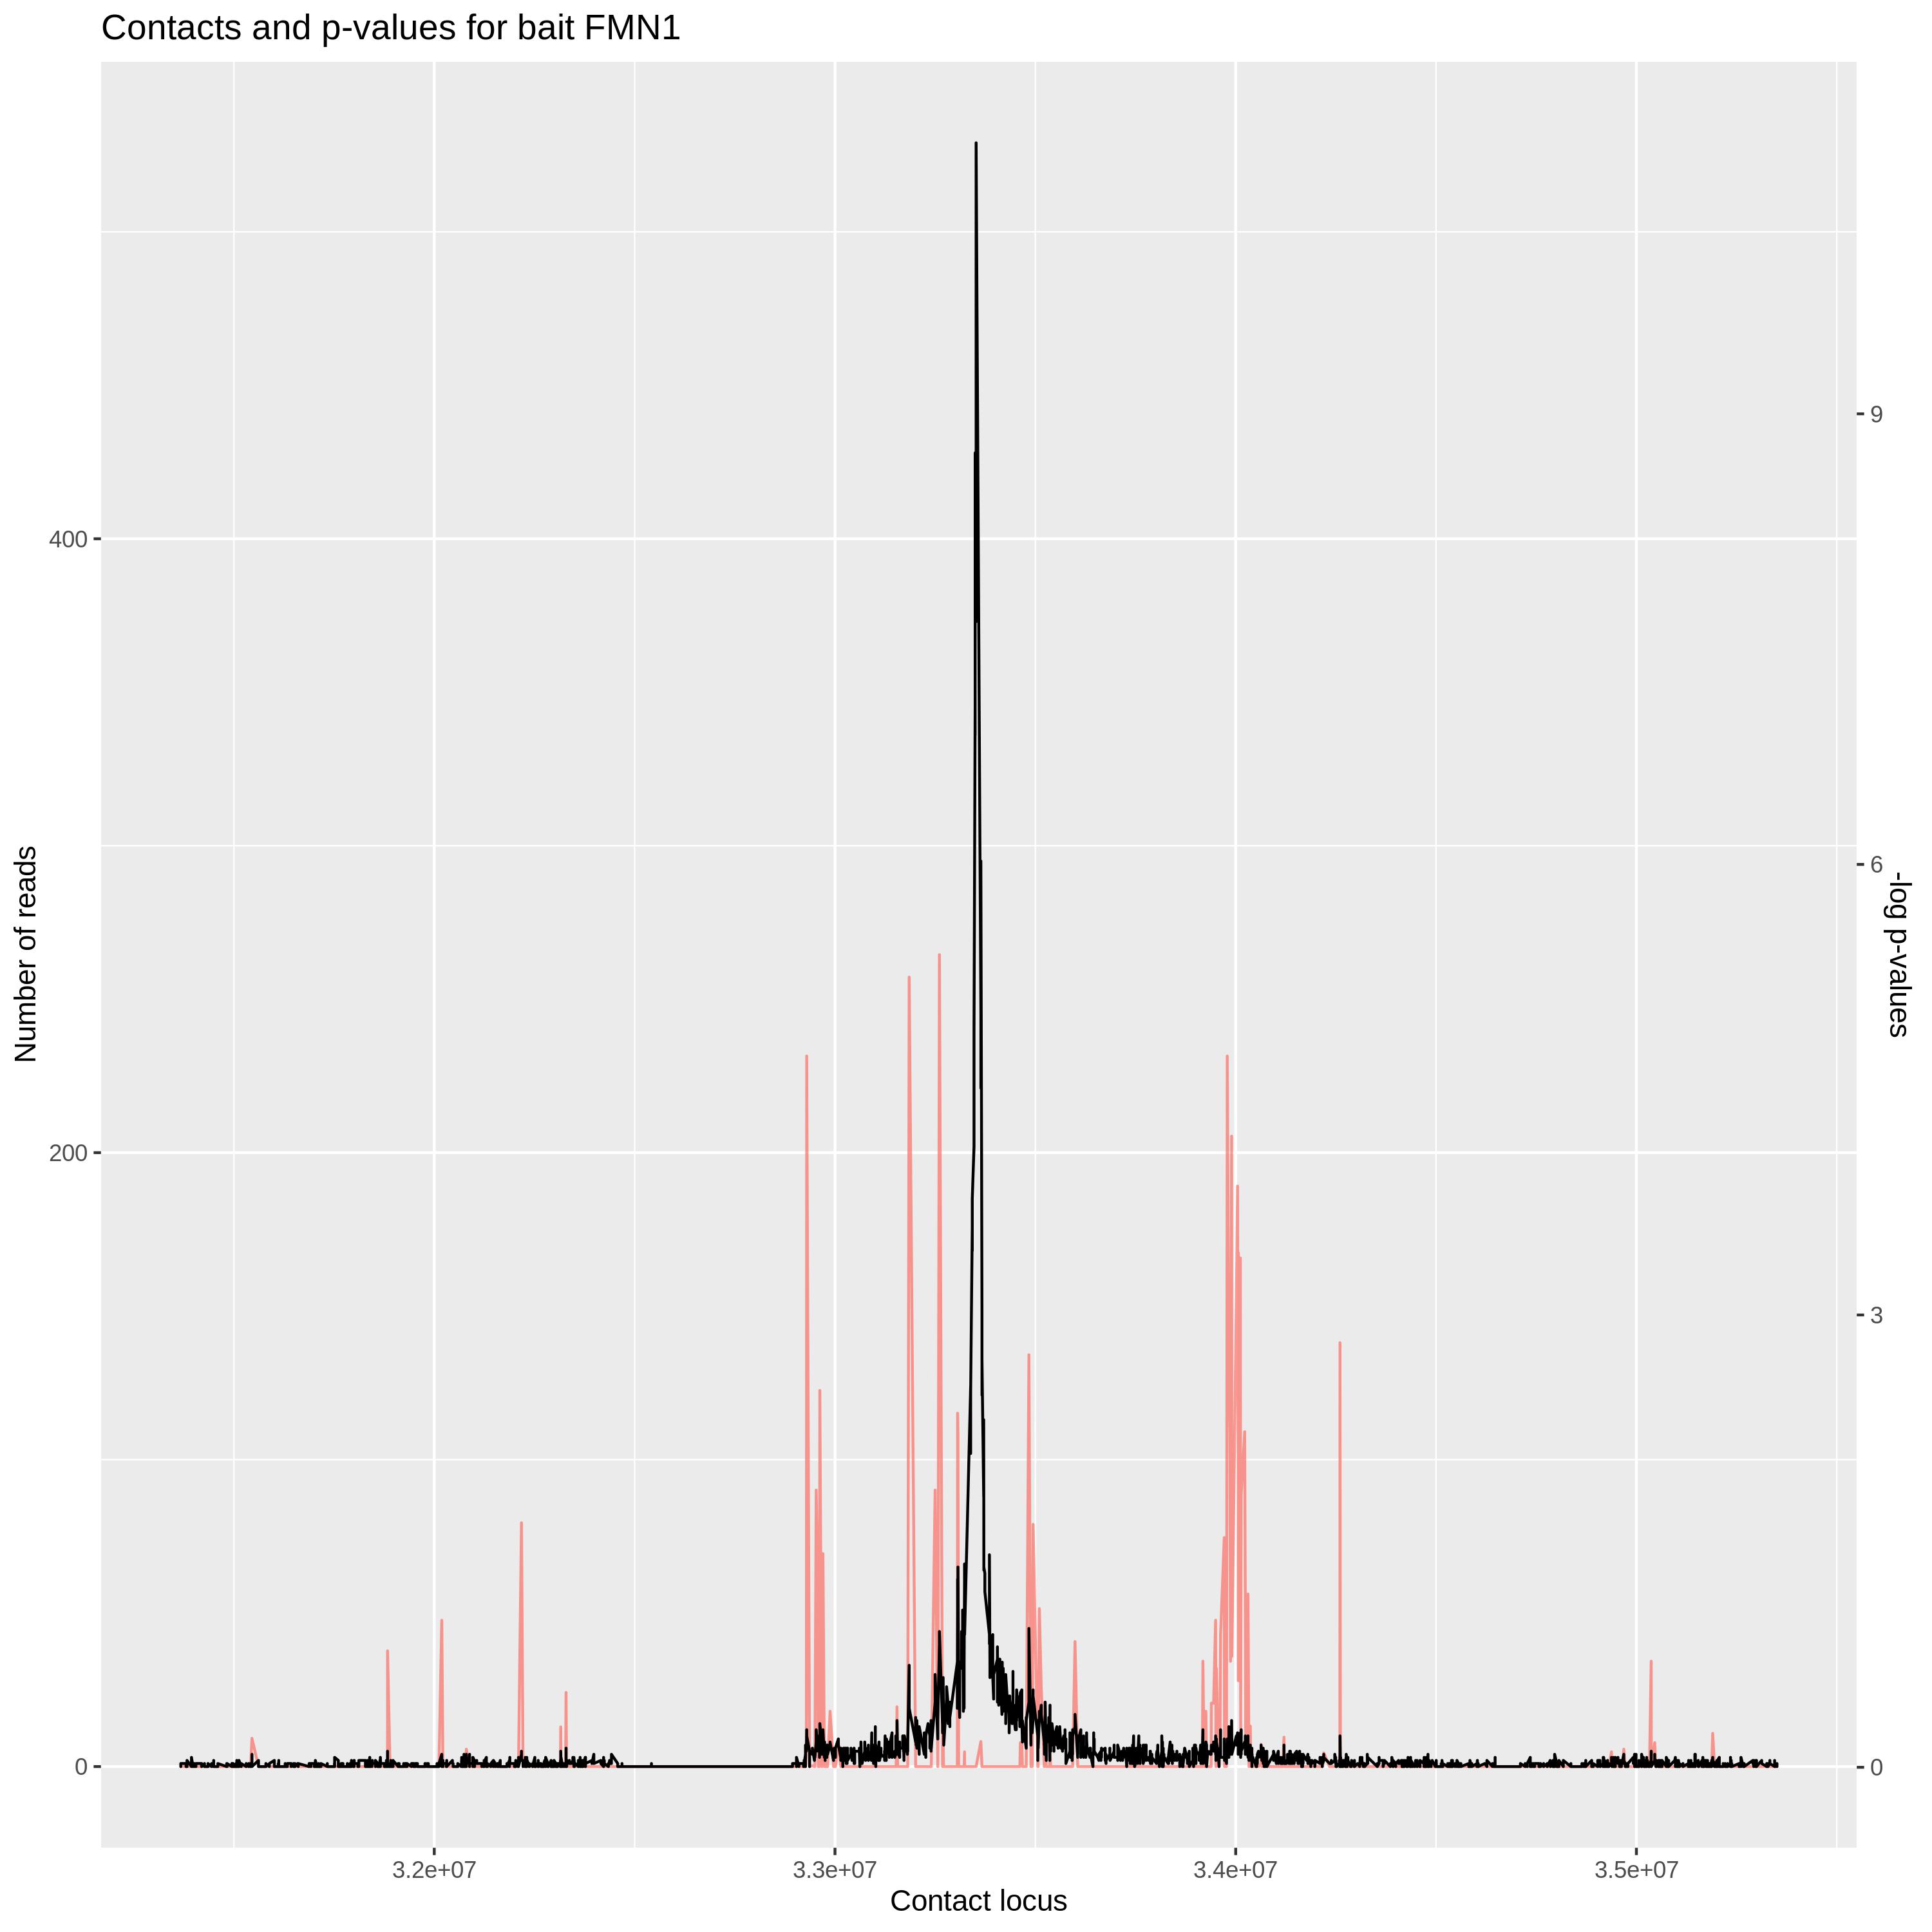 Contacts and p-values for bait FMN1
Number of reads
400
200
0
9
6
3
0
-log p-values
3.2e+07
3.3e+07
3.4e+07
3.5e+07
Contact locus